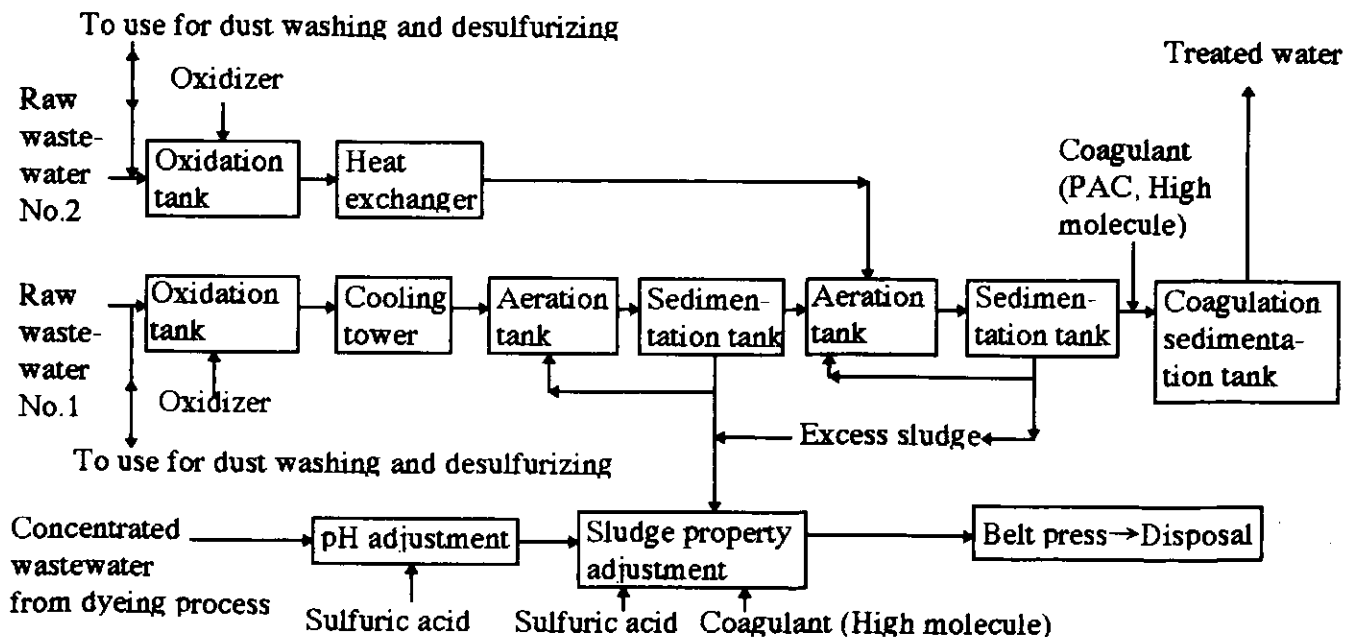 To use for dust washing and desulfurizing
Treated water
Oxidizer
Raw
waste-
water
No.2
Oxidation
tank
Heat
exchanger
Coagulant
(PAC, High
molecule)
Raw
waste-
water
No.1
Oxidation
tank
Cooling
tower
Aeration
tank
Sedimen-
tation tank
Aeration
tank
Sedimen-
tation tank
Coagulation
sedimenta-
tion tank
Oxidizer
Excess sludge
To use for dust washing and desulfurizing
Concentrated
wastewater
from dyeing process
pH adjustment
Sludge property
adjustment
Belt press→Disposal
Sulfuric acid
Sulfuric acid
Coagulant (High molecule)